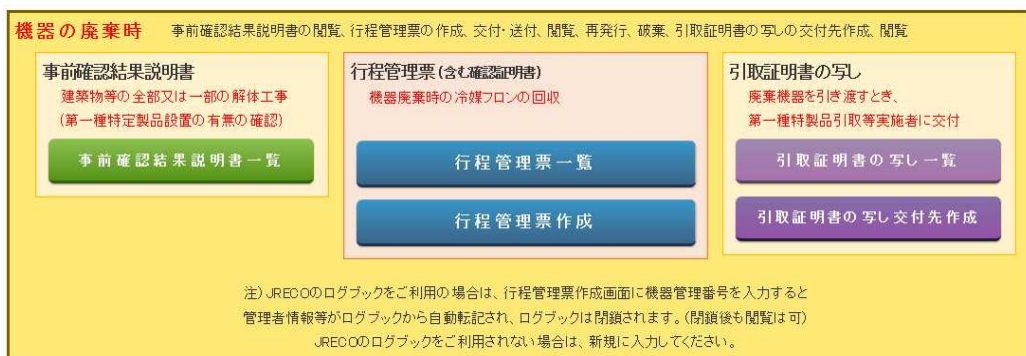 機器の廃棄時 事前確認結果説明書の閲覧、行程管理票の作成、交付・送付、閲覧、再発行、破棄、引取証明書の写しの交付先作成、閲覧
事前確認結果説明書
建築物等の全部又は一部の解体工事
(第一種特定製品設置の有無の確認)
事前確認結果説明書一覧
行程管理票(含む確認証明書)
機器廃棄時の冷媒フロンの回収
行程管理票一覧
行程管理票作成
引取証明書の写し
廃棄機器を引き渡すとき、
第一種特製品引取等実施者に交付
引取証明書の写し一覧
引取証明書の写し交付先作成
注)JRECOのログブックをご利用の場合は、行程管理票作成画面に機器管理番号を入力すると
管理者情報等がログブックから自動転記され、ログブックは閉鎖されます。(閉鎖後も閲覧は可)
JRECOのログブックをご利用されない場合は、新規に入力してください。